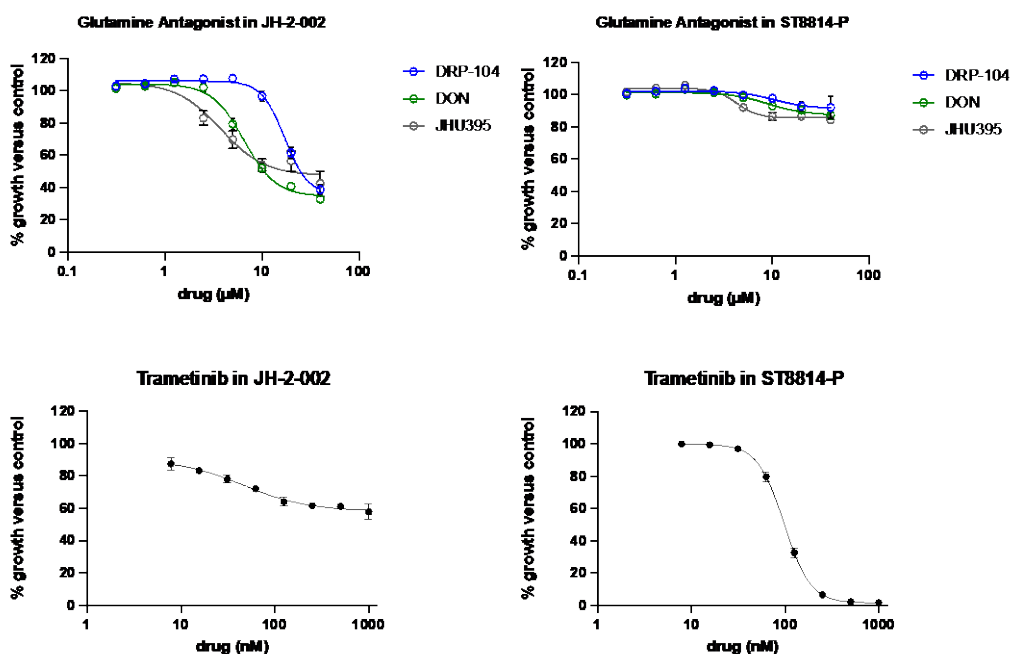 Glutamine Antagonist in JH-2-002
120
100
80
60
40
20
0
% growth versus control
0.1
1
10
100
drug (µM)
DRP-104
DON
JHU395
Glutamine Antagonist in ST8814-P
120
100
80
60
40
20
0
% growth versus control
0.1
1
10
100
drug (µM)
DRP-104
DON
JHU395
Trametinib in JH-2-002
120
100
80
60
40
20
0
% growth versus control
1
10
100
1000
drug (nM)
Trametinib in ST8814-P
120
100
80
60
40
20
0
% growth versus control
1
10
100
1000
drug (nM)